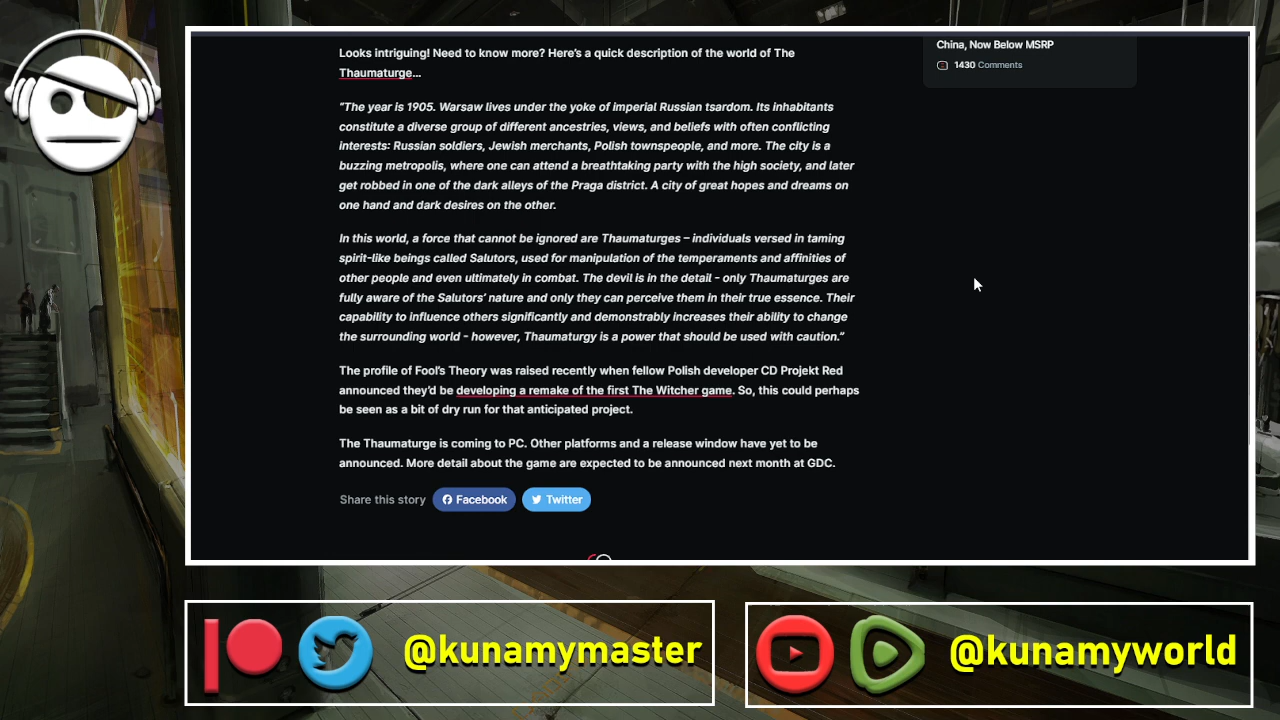 Looks intriguing! Need to know more? Here's a quick description of the world of The
Thaumaturge…
"The year is 1905. Warsaw lives under the yoke of imperial Russian tsardom. Its inhabitants
constitute a diverse group of different ancestries, views, and beliefs with often conflicting
interests: Russian soldiers, Jewish merchants, Polish townspeople, and more. The city is a
buzzing metropolis, where one can attend a breathtaking party with the high society, and later
get robbed in one of the dark alleys of the Praga district. A city of great hopes and dreams on
one hand and dark desires on the other.
In this world, a force that cannot be ignored are Thaumaturges – individuals versed in taming
spirit-like beings called Salutors, used for manipulation of the temperaments and affinities of
other people and even ultimately in combat. The devil is in the detail - only Thaumaturges are
fully aware of the Salutors' nature and only they can perceive them in their true essence. Their
capability to influence others significantly and demonstrably increases their ability to change
the surrounding world - however, Thaumaturgy is a power that should be used with caution."
The profile of Fool's Theory was raised recently when fellow Polish developer CD Projekt Red
announced they'd be developing a remake of the first The Witcher game. So, this could perhaps
be seen as a bit of dry run for that anticipated project.
The Thaumaturge is coming to PC. Other platforms and a release window have yet to be
announced. More detail about the game are expected to be announced next month at GDC.
Share this story Facebook Twitter
China, Now Below MSRP
1430 Comments
@kunamymaster
@kunamyworld